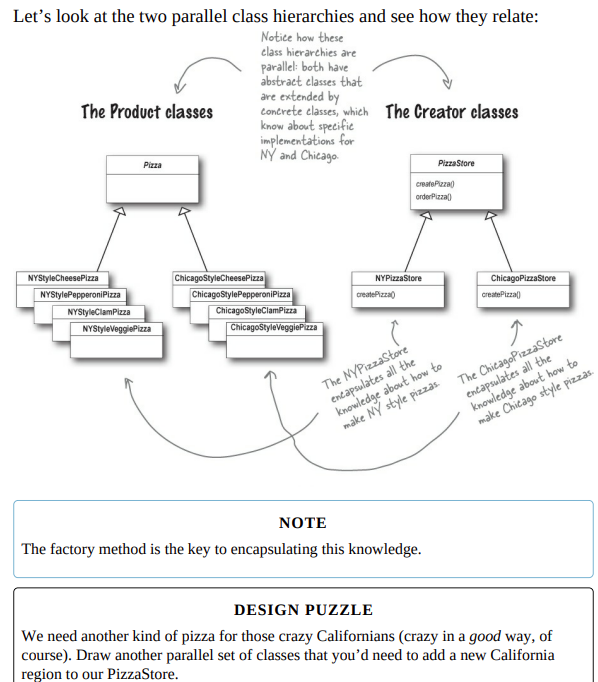 Let’s look at the two parallel class hierarchies and see how they relate:
Notice how these
class hierarchies are
parallel: both have
abstract classes that
are extended by
concrete classes, which
know about specific
implementations for
NY and Chicago.
The Product classes
The Creator classes
Pizza
PizzaStore
createPizza()
orderPizza()
NYStyleCheesePizza
NYStylePepperoniPizza
NYStyleClamPizza
NYStyleVeggiePizza
ChicagoStyleCheesePizza
ChicagoStylePepperoniPizza
ChicagoStyleClamPizza
ChicagoStyleVeggiePizza
NYPizzaStore
createPizza()
ChicagoPizzaStore
createPizza()
The NYPizzaStore
encapsulates all the
knowledge about how to
make NY style pizzas.
The ChicagoPizzaStore
encapsulates all the
knowledge about how to
make Chicago style pizzas.
NOTE
The factory method is the key to encapsulating this knowledge.
DESIGN PUZZLE
We need another kind of pizza for those crazy Californians (crazy in a good way, of
course). Draw another parallel set of classes that you’d need to add a new California
region to our PizzaStore.